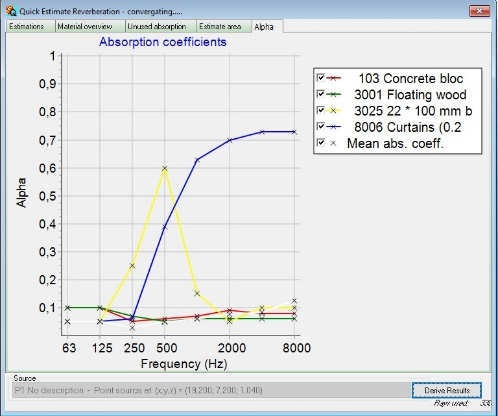 Quick Estimate Reverberation - convergating.....
Estimations Material overview Unused absorption Estimate area Alpha
Absorption coefficients
1
0,9
0,8
0,7
0,6
0,5
0,4
0,3
0,2
0,1
Alpha
63 125 250 500 2000 8000
Frequency (Hz)
103 Concrete bloc
3001 Floating wood
3025 22 * 100 mm b
8006 Curtains (0.2
Mean abs. coeff.
Source
P1 No description - Point source at: (x,y,z) = (19,200, 7,200, 1,040)
Derive Results
Rays used: